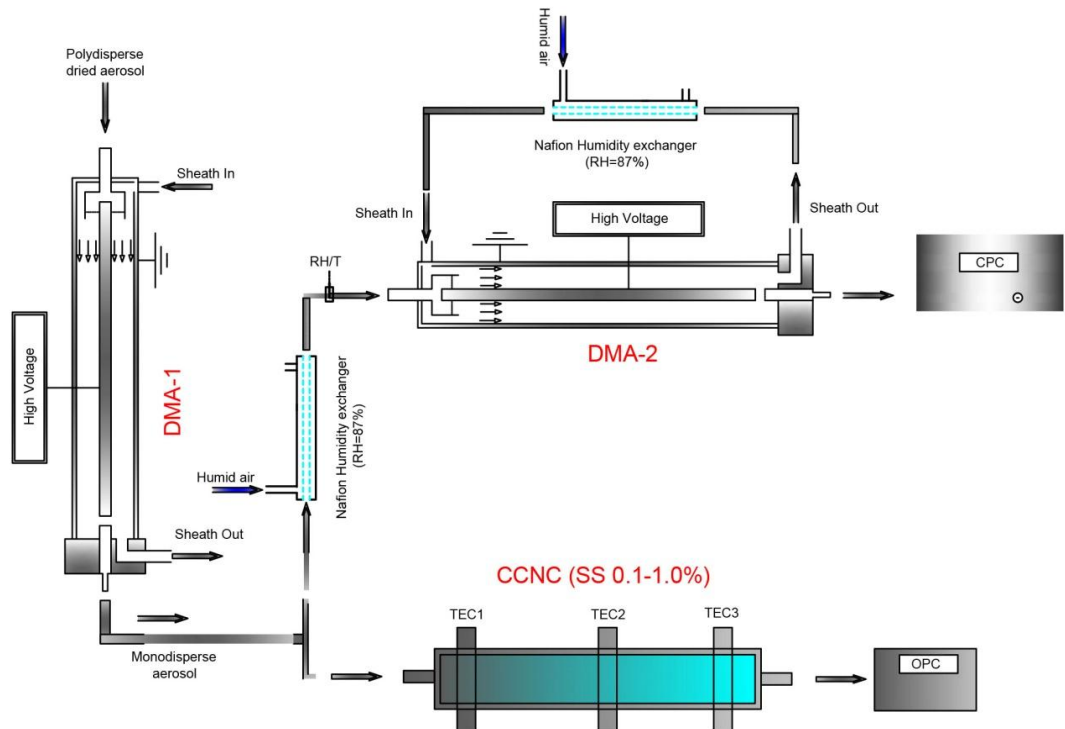 Polydisperse
dried aerosol
Sheath In
High Voltage
DMA-1
Sheath Out
Monodisperse
aerosol
Humid air
Nafion Humidity exchanger
(RH=87%)
RH/T
Humid air
Nafion Humidity exchanger
(RH=87%)
Sheath In
High Voltage
Sheath Out
DMA-2
CPC
CCNC (SS 0.1-1.0%)
TEC1
TEC2
TEC3
OPC